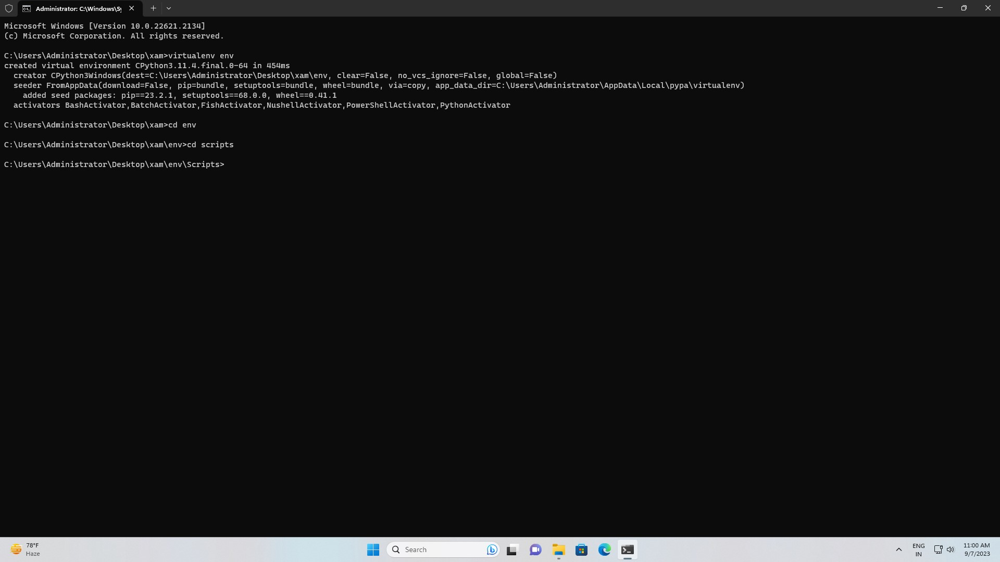 Administrator: C:\Windows\Sy
Microsoft Windows [Version 10.0.22621.2134]
(c) Microsoft Corporation. All rights reserved.
C:\Users\Administrator\Desktop\xam>virtualenv env
created virtual environment CPython3.11.4.final.0-64 in 454ms
  creator CPython3Windows(dest=C:\Users\Administrator\Desktop\xam\env, clear=False, no_vcs_ignore=False, global=False)
  seeder FromAppData(download=False, pip=bundle, setuptools=bundle, wheel=bundle, via=copy, app_data_dir=C:\Users\Administrator\AppData\Local\pypa\virtualenv)
    added seed packages: pip==23.2.1, setuptools==68.0.0, wheel==0.41.1
  activators BashActivator,BatchActivator,FishActivator,NushellActivator,PowerShellActivator,PythonActivator
C:\Users\Administrator\Desktop\xam>cd env
C:\Users\Administrator\Desktop\xam\env>cd scripts
C:\Users\Administrator\Desktop\xam\env\Scripts>
78°F
Haze
Search
ENG
IN
11:00 AM
9/7/2023